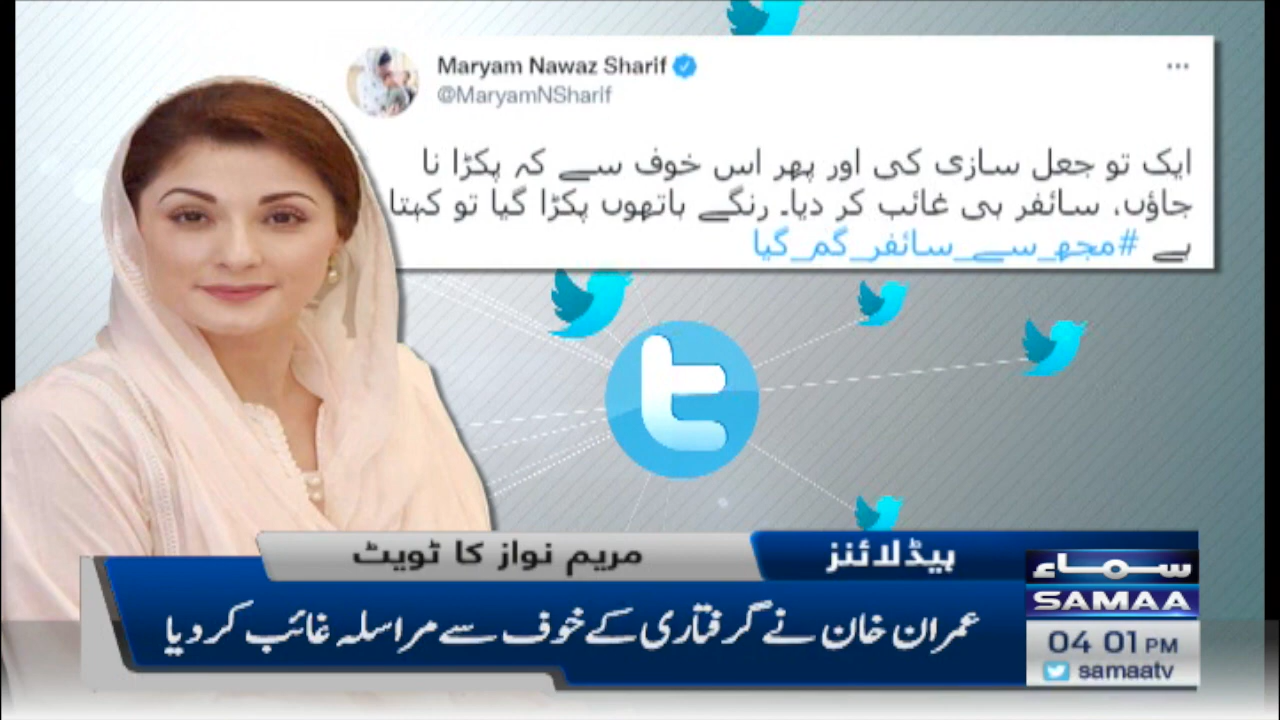 Maryam Nawaz Sharif
@MaryamNSharif
ایک تو جعل سازی کی اور پھر اس خوف سے کہ پکڑا نا
جاؤں، سائفر ہی غائب کر دیا۔ رنگے ہاتھوں پکڑا گیا تو کہتا
ہے #مجھ_سے_سائفر_گم_گیا
ہیڈلائنز
مریم نواز کا ٹویٹ
عمران خان نے گرفتاری کے خوف سے مراسلہ غائب کردیا
سماء
SAMAA
04 01 PM
samaatv